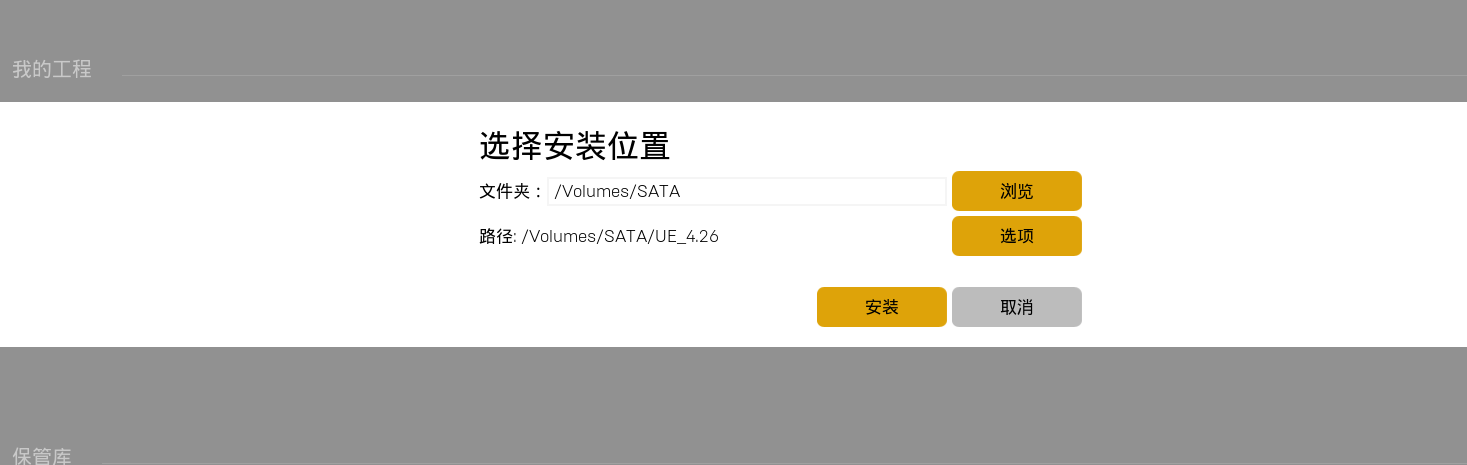 我的工程
选择安装位置
文件夹： /Volumes/SATA 浏览
路径: /Volumes/SATA/UE_4.26 选项
安装 取消
保管库